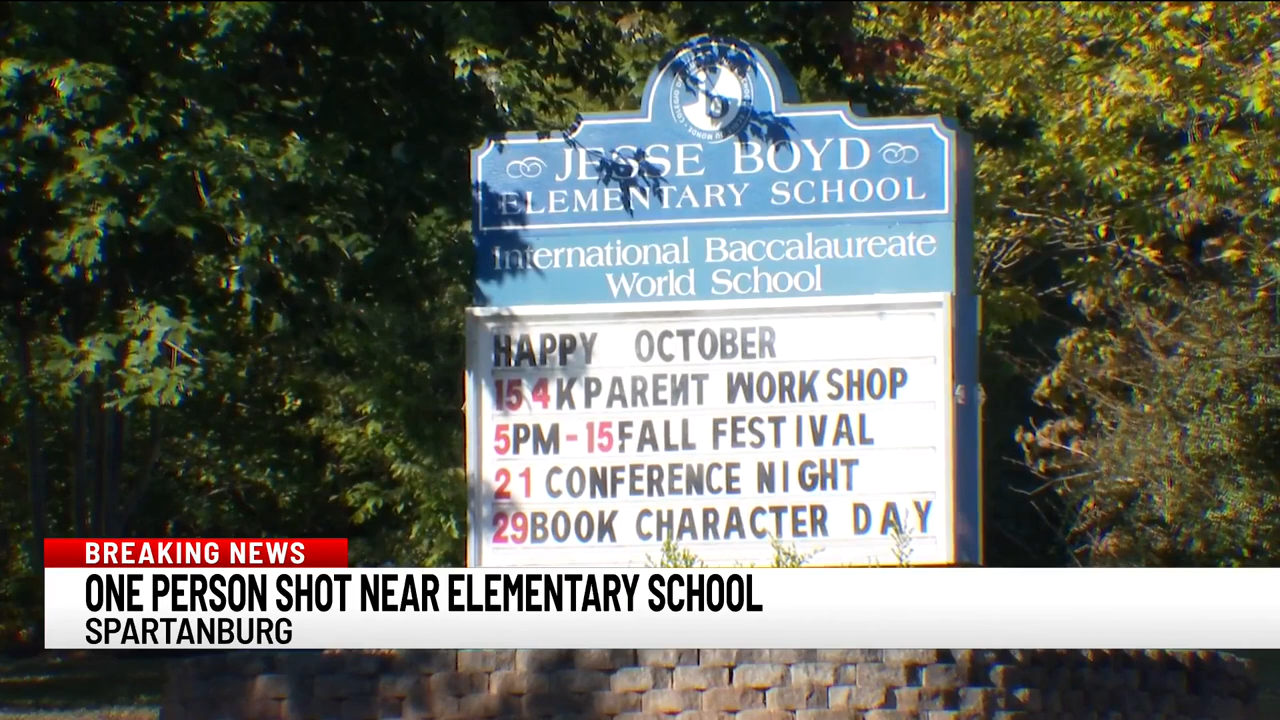 JESSE BOYD
ELEMENTARY SCHOOL
International Baccalaureate
World School
HAPPY OCTOBER
15 4K PARENT WORKSHOP
5PM-15 FALL FESTIVAL
21 CONFERENCE NIGHT
29 BOOK CHARACTER DAY
BREAKING NEWS
ONE PERSON SHOT NEAR ELEMENTARY SCHOOL
SPARTANBURG